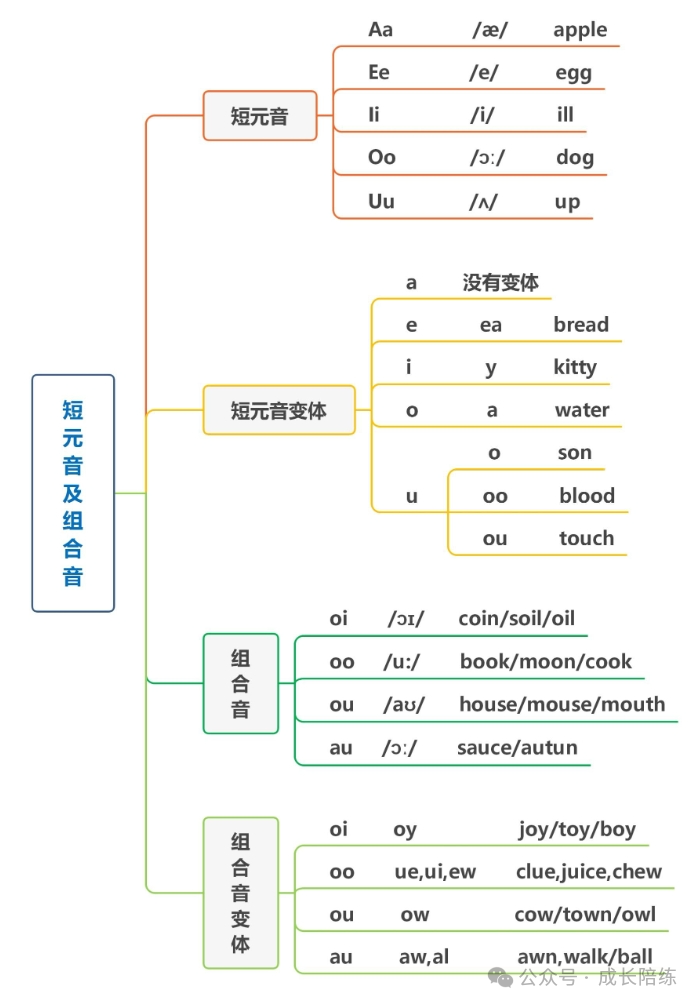 短元音及组合音
短元音
Aa /æ/ apple
Ee /e/ egg
Ii /i/ ill
Oo /ɔː/ dog
Uu /ʌ/ up
短元音变体
a 没有变体
e ea bread
i y kitty
o a water
u
o son
oo blood
ou touch
组合音
oi /ɔɪ/ coin/soil/oil
oo /u:/ book/moon/cook
ou /aʊ/ house/mouse/mouth
au /ɔː/ sauce/autun
组合音变体
oi oy joy/toy/boy
oo ue,ui,ew clue,juice,chew
ou ow cow/town/owl
au aw,al awn,walk/ball
公众号 · 成长陪练